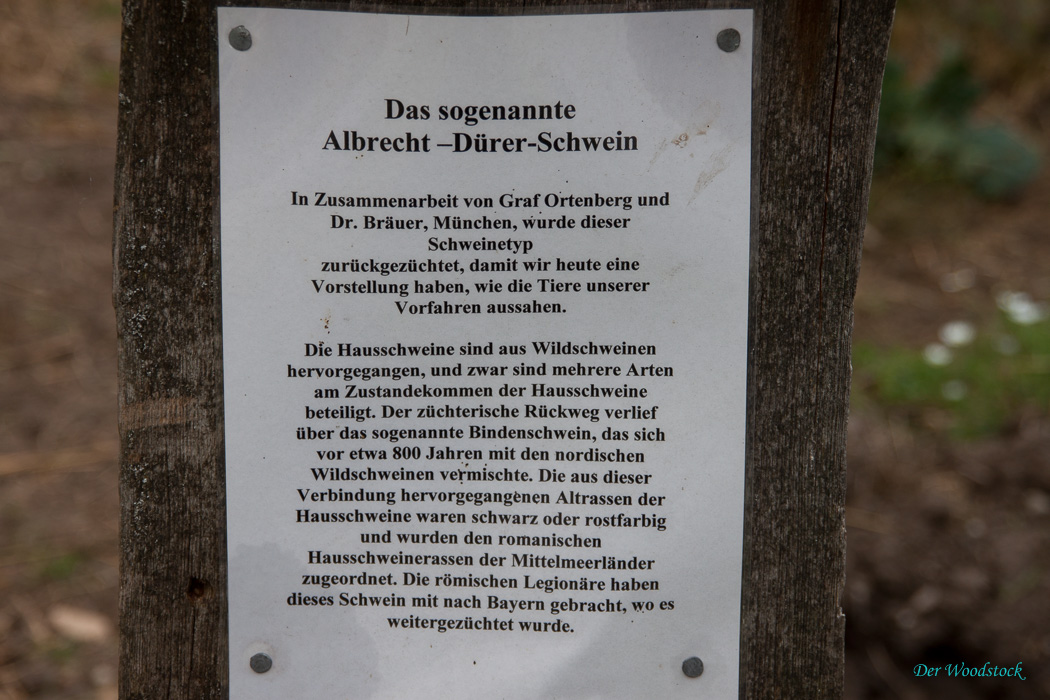 Das sogenannte
Albrecht –Dürer-Schwein
In Zusammenarbeit von Graf Ortenberg und
Dr. Bräuer, München, wurde dieser
Schweinetyp
zurückgezüchtet, damit wir heute eine
Vorstellung haben, wie die Tiere unserer
Vorfahren aussahen.
Die Hausschweine sind aus Wildschweinen
hervorgegangen, und zwar sind mehrere Arten
am Zustandekommen der Hausschweine
beteiligt. Der züchterische Rückweg verlief
über das sogenannte Bindenschwein, das sich
vor etwa 800 Jahren mit den nordischen
Wildschweinen vermischte. Die aus dieser
Verbindung hervorgegangenen Altrassen der
Hausschweine waren schwarz oder rostfarbig
und wurden den romanischen
Hausschweinerassen der Mittelmeerländer
zugeordnet. Die römischen Legionäre haben
dieses Schwein mit nach Bayern gebracht, wo es
weitergezüchtet wurde.
Der Woodstock